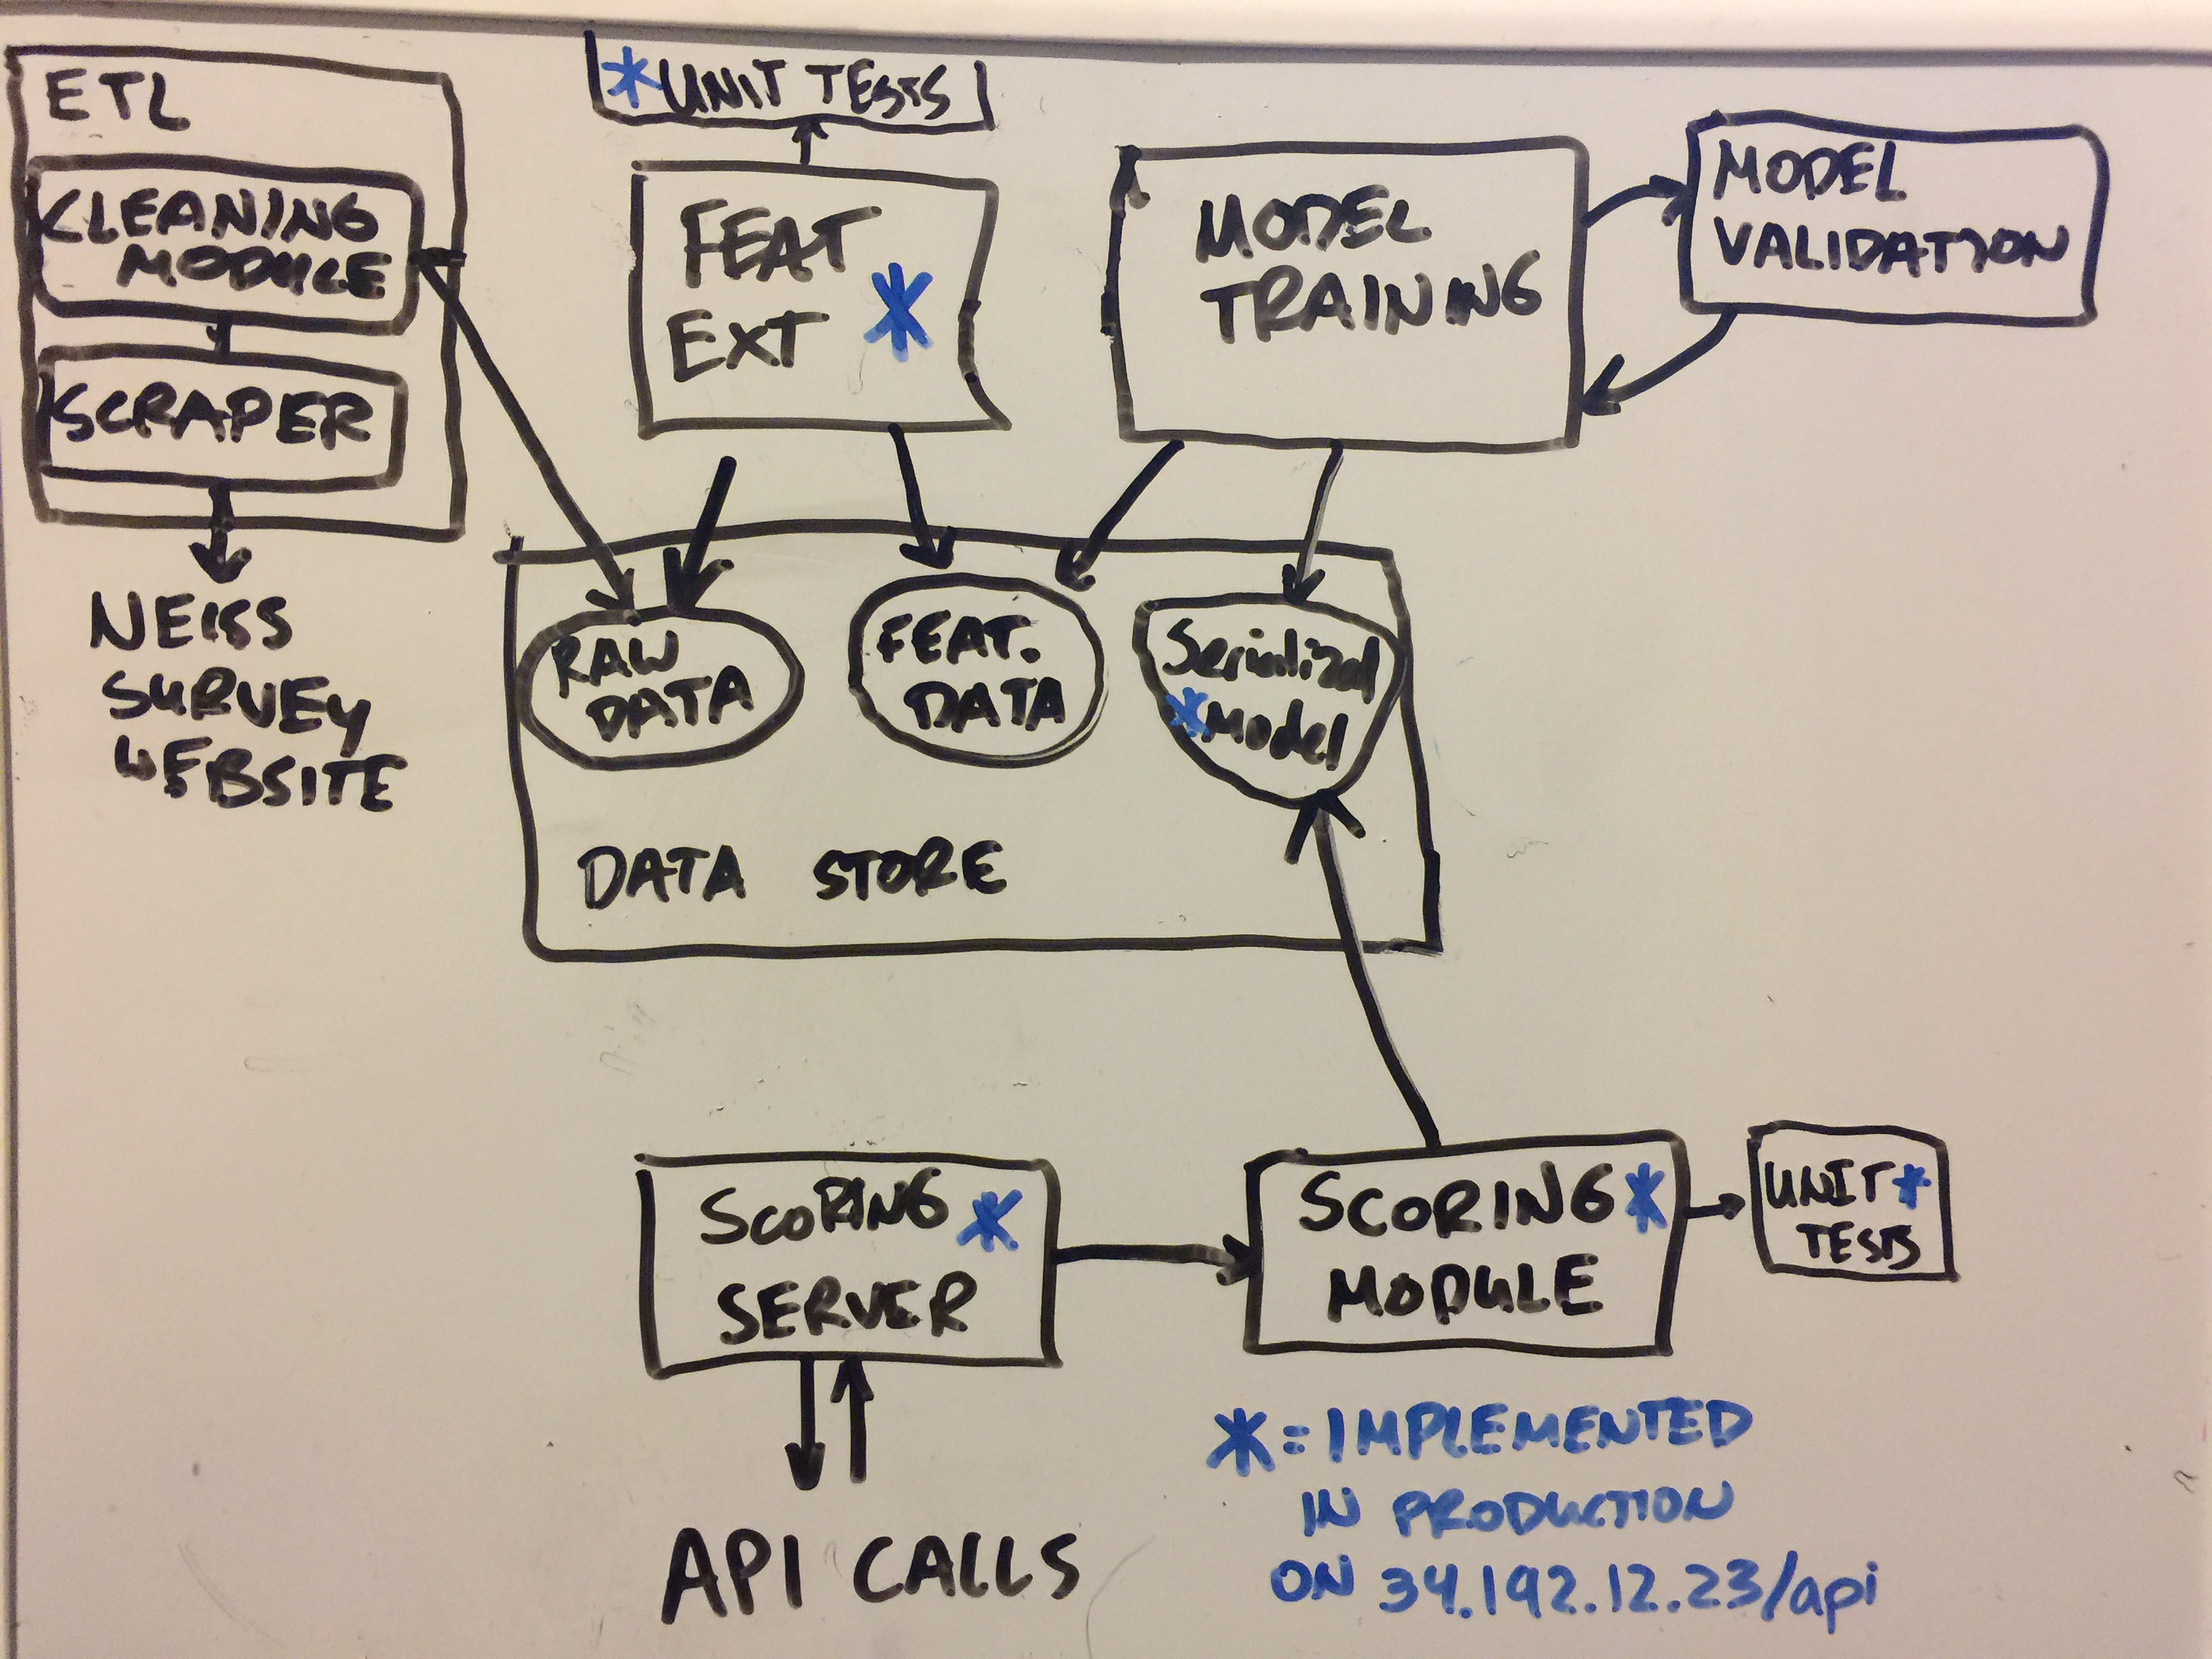 ETL
CLEANING
MODULE
SCRAPER
NEISS
SURVEY
WEBSITE
*UNIT TESTS
FEAT
EXT *
MODEL
TRAINING
MODEL
VALIDATION
RAW
DATA
FEAT.
DATA
Serialized
*Model
DATA STORE
SCORING *
SERVER
SCORING *
MODULE
UNIT *
TESTS
API CALLS
* = IMPLEMENTED
IN PRODUCTION
ON 34.192.12.23/api